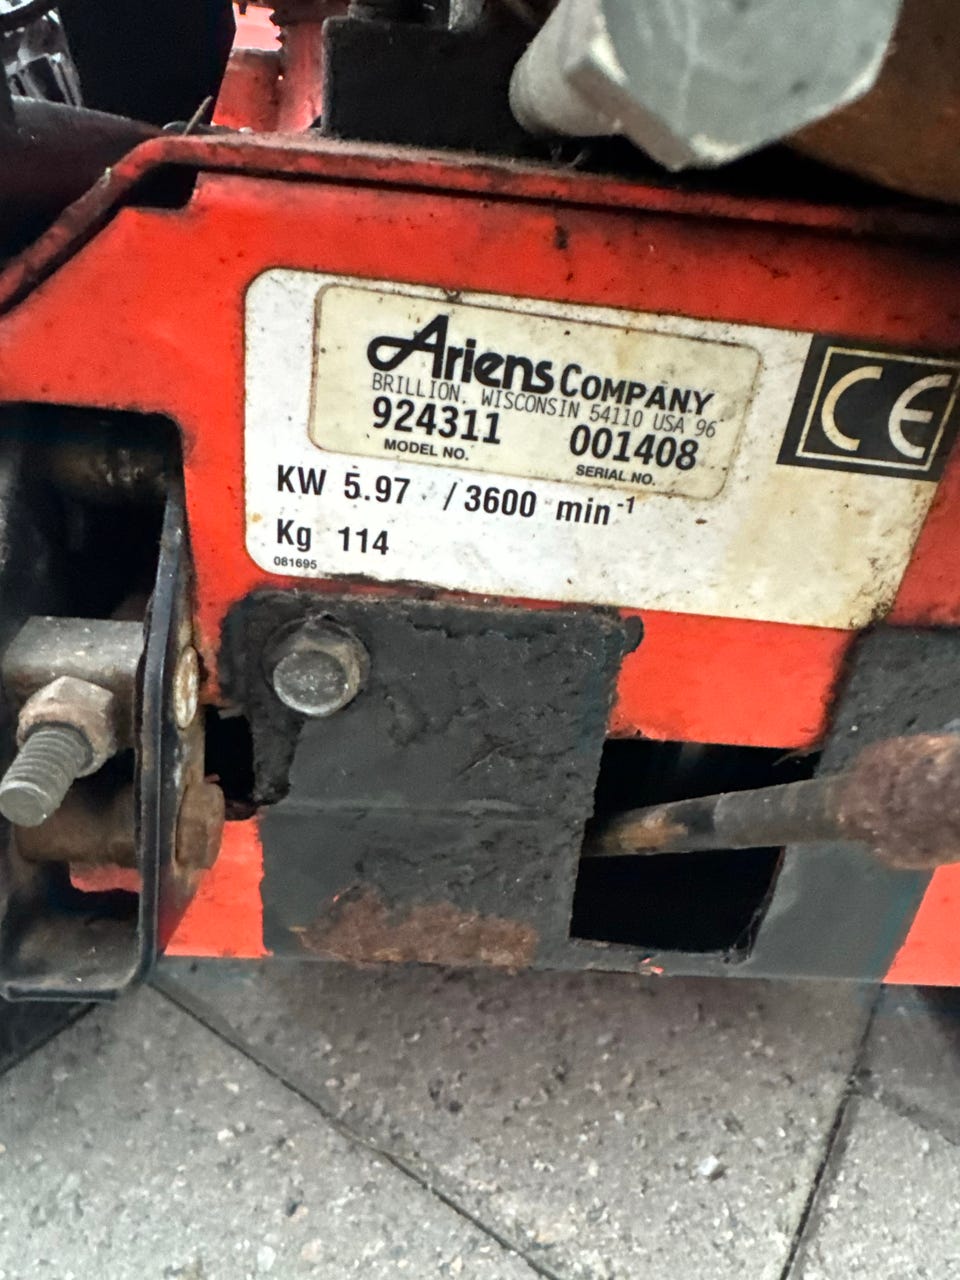 Ariens COMPANY
BRILLION, WISCONSIN 54110 USA 96
924311 001408
MODEL NO. SERIAL NO.
KW 5.97 / 3600 min⁻¹
Kg 114
081695
CE